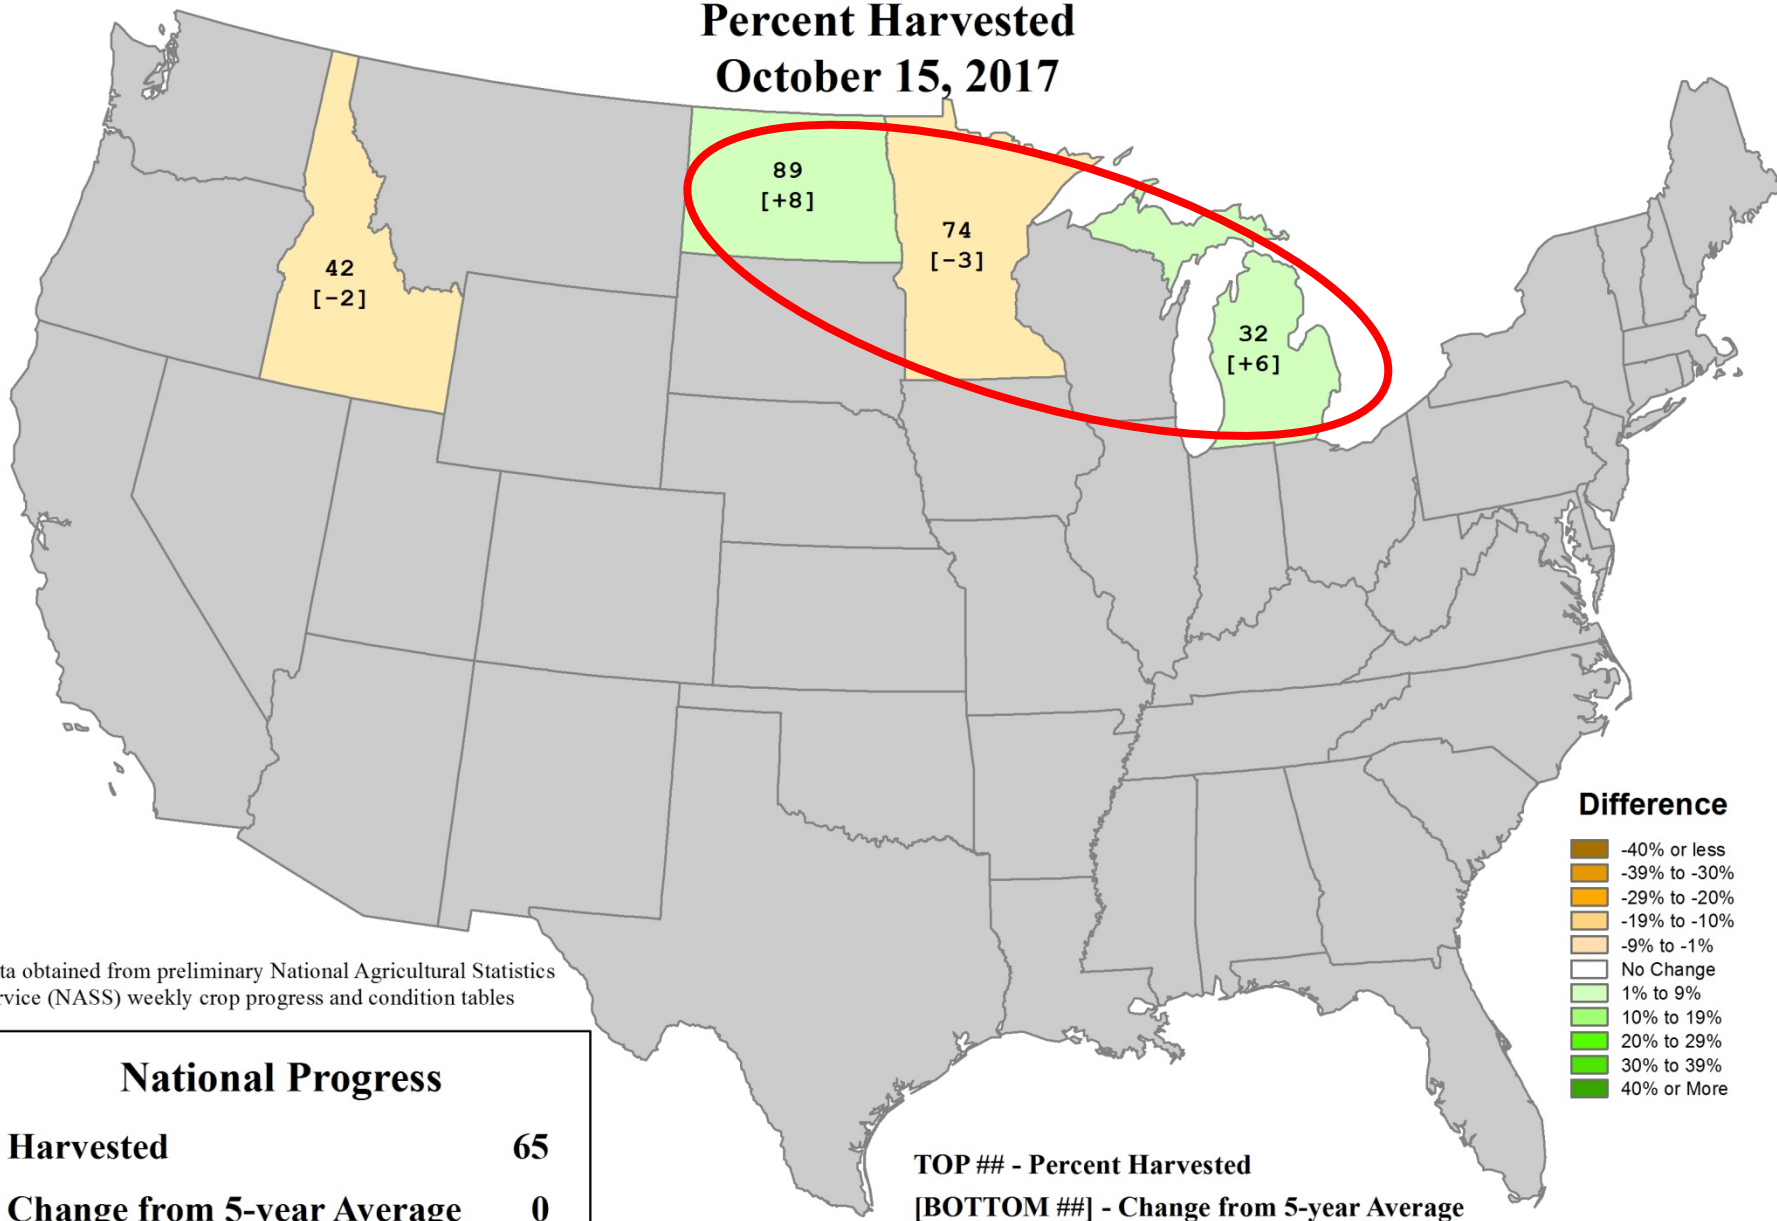 Percent Harvested
October 15, 2017
89
[+8]
74
[-3]
42
[-2]
32
[+6]
Difference
-40% or less
-39% to -30%
-29% to -20%
-19% to -10%
-9% to -1%
No Change
1% to 9%
10% to 19%
20% to 29%
30% to 39%
40% or More
ta obtained from preliminary National Agricultural Statistics
rvice (NASS) weekly crop progress and condition tables
National Progress
Harvested 65
Change from 5-year Average 0
TOP ## - Percent Harvested
[BOTTOM ##] - Change from 5-year Average